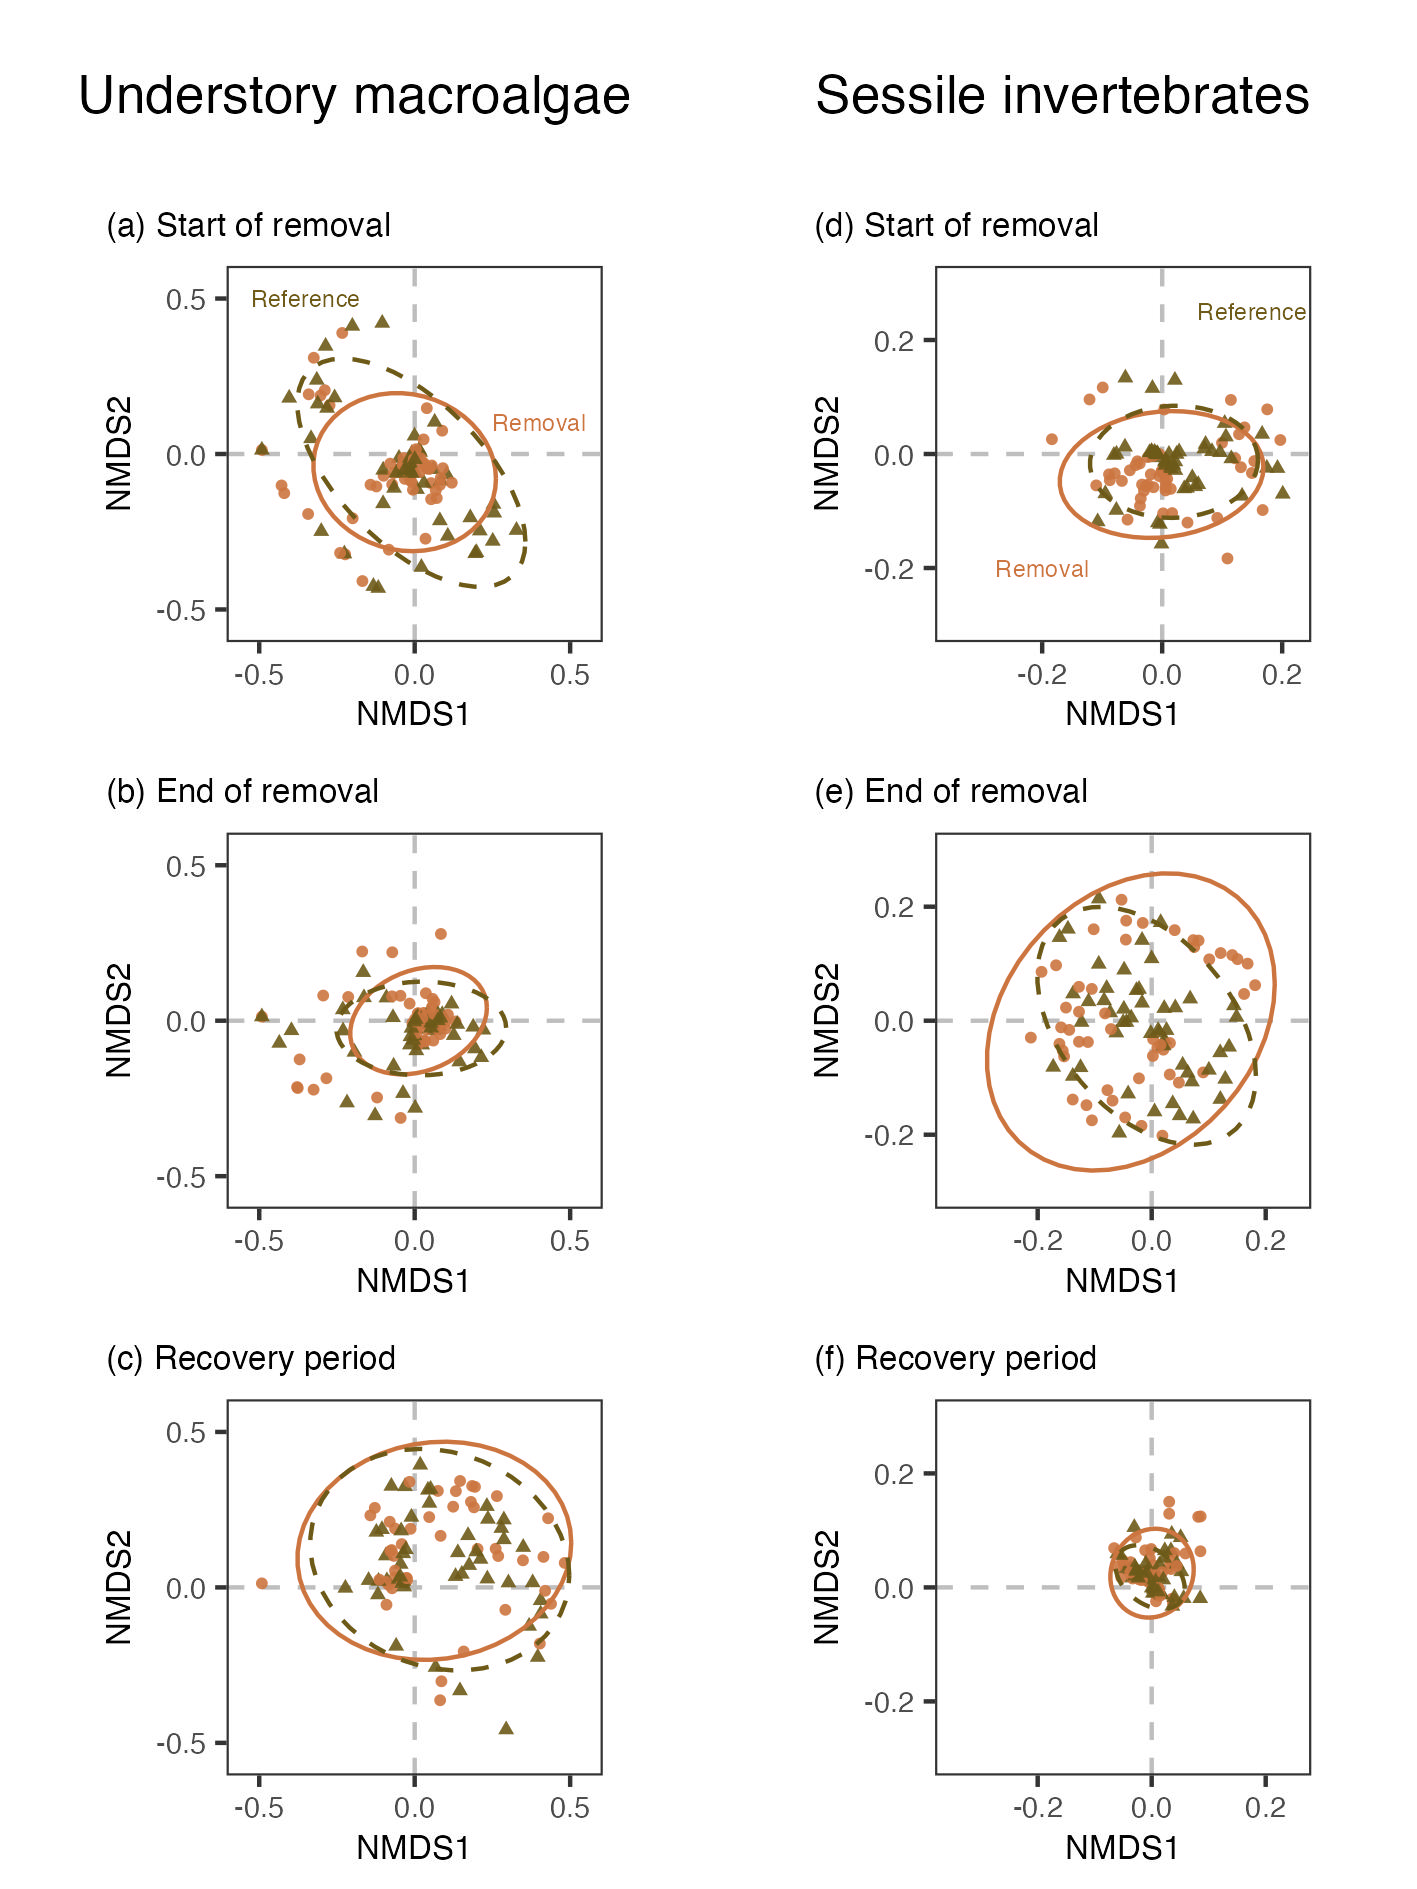 Understory macroalgae
Sessile invertebrates
(a) Start of removal
Reference
Removal
0.5
0.0
-0.5
NMDS2
-0.5 0.0 0.5
NMDS1
(d) Start of removal
Reference
Removal
0.2
0.0
-0.2
NMDS2
-0.2 0.0 0.2
NMDS1
(b) End of removal
0.5
0.0
-0.5
NMDS2
-0.5 0.0 0.5
NMDS1
(e) End of removal
0.2
0.0
-0.2
NMDS2
-0.2 0.0 0.2
NMDS1
(c) Recovery period
0.5
0.0
-0.5
NMDS2
-0.5 0.0 0.5
NMDS1
(f) Recovery period
0.2
0.0
-0.2
NMDS2
-0.2 0.0 0.2
NMDS1